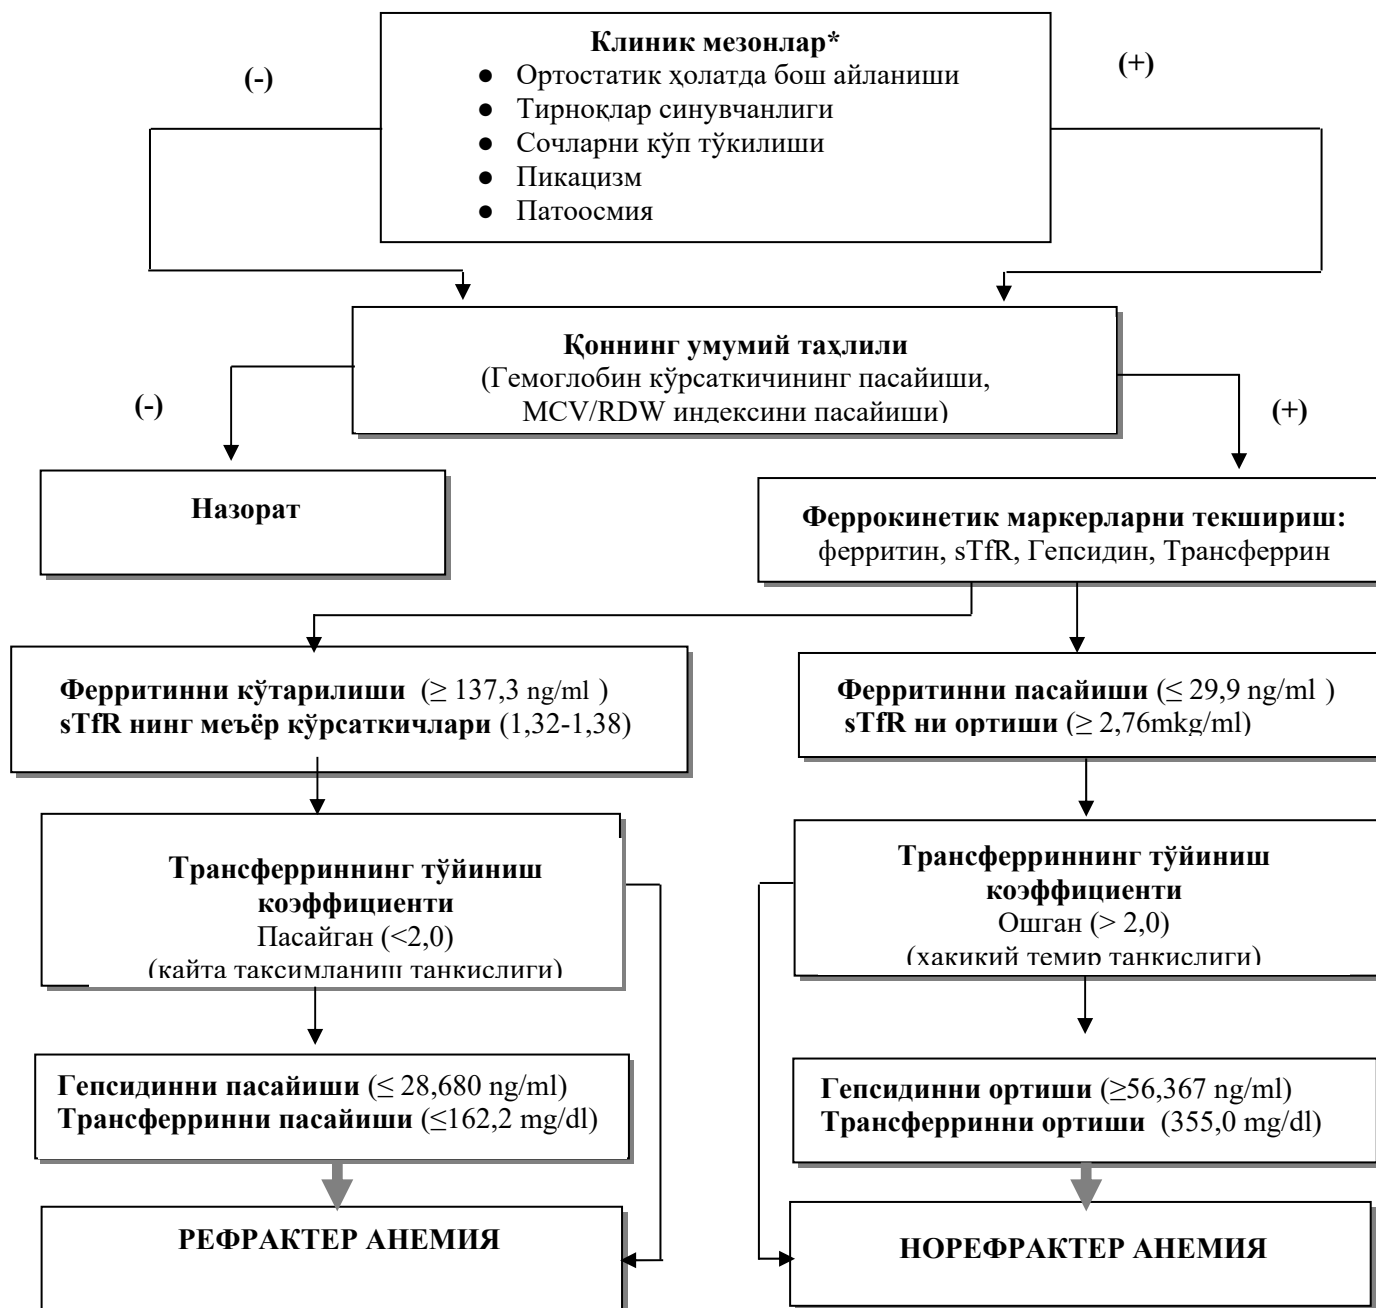 Клиник мезонлар*
(-)
(+)
● Ортостатик ҳолатда бош айланиши
● Тирноқлар синувчанлиги
● Сочларни кўп тўкилиши
● Пикацизм
● Патоосмия
Қоннинг умумий таҳлили
(Гемоглобин кўрсаткичининг пасайиши,
MCV/RDW индексини пасайиши)
(-)
(+)
Назорат
Феррокинетик маркерларни текшириш:
ферритин, sTfR, Гепсидин, Трансферрин
Ферритинни кўтарилиши (≥ 137,3 ng/ml )
sTfR нинг меъёр кўрсаткичлари (1,32-1,38)
Ферритинни пасайиши (≤ 29,9 ng/ml )
sTfR ни ортиши (≥ 2,76mkg/ml)
Трансферриннинг тўйиниш
коэффициенти
Пасайган (<2,0)
(кайта таксимланиш танкислиги)
Трансферриннинг тўйиниш
коэффициенти
Ошган (> 2,0)
(хакикий темир танкислиги)
Гепсидинни пасайиши (≤ 28,680 ng/ml)
Трансферринни пасайиши (≤162,2 mg/dl)
Гепсидинни ортиши (≥56,367 ng/ml)
Трансферринни ортиши (355,0 mg/dl)
РЕФРАКТЕР АНЕМИЯ
НОРЕФРАКТЕР АНЕМИЯ